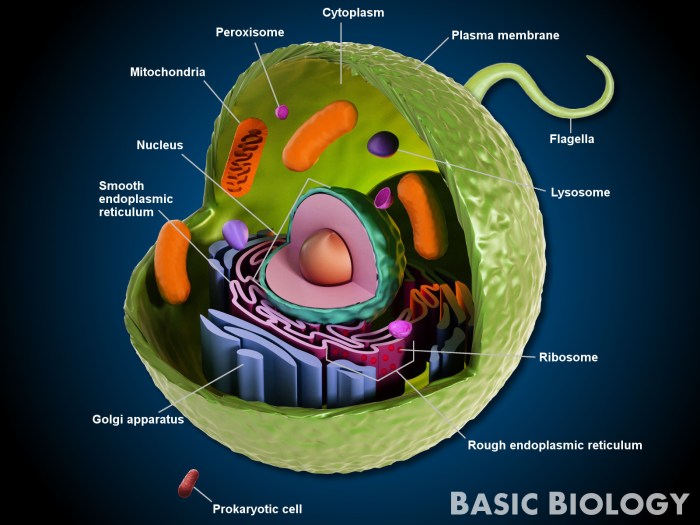 Cytoplasm
Peroxisome
Plasma membrane
Mitochondria
Flagella
Nucleus
Smooth
endoplasmic
reticulum
Lysosome
Ribosome
Golgi apparatus
Rough endoplasmic reticulum
Prokaryotic cell
BASIC BIOLOGY